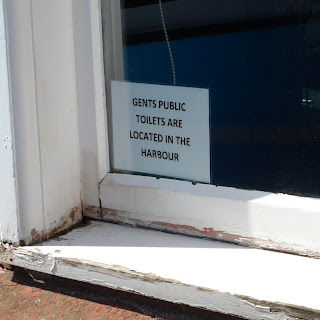 GENTS PUBLIC
TOILETS ARE
LOCATED IN THE
HARBOUR